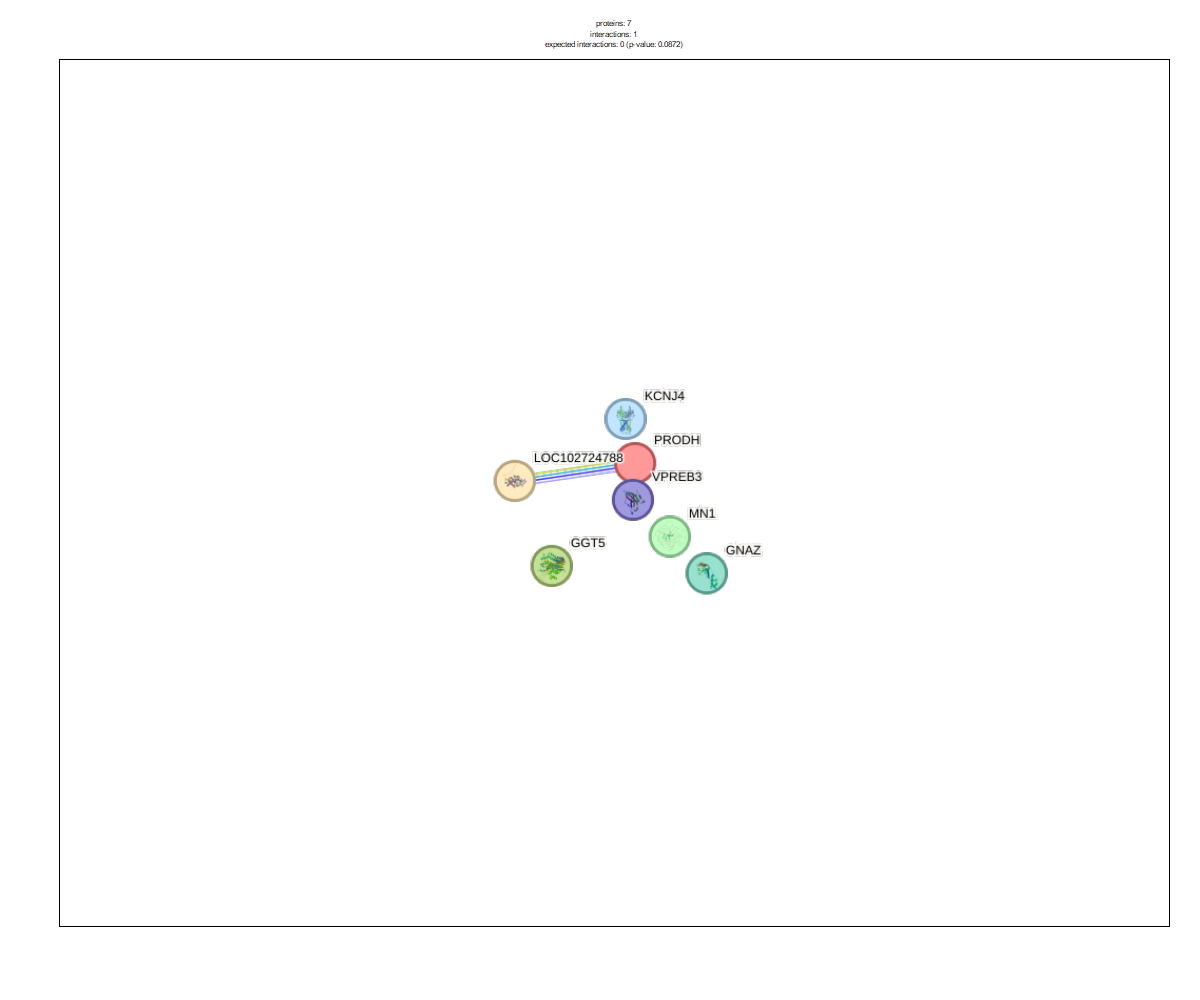 proteins: 7
interactions: 1
expected interactions: 0 (p-value: 0.0872)
KCNJ4
PRODH
LOC102724788
VPREB3
MN1
GGT5
GNAZ